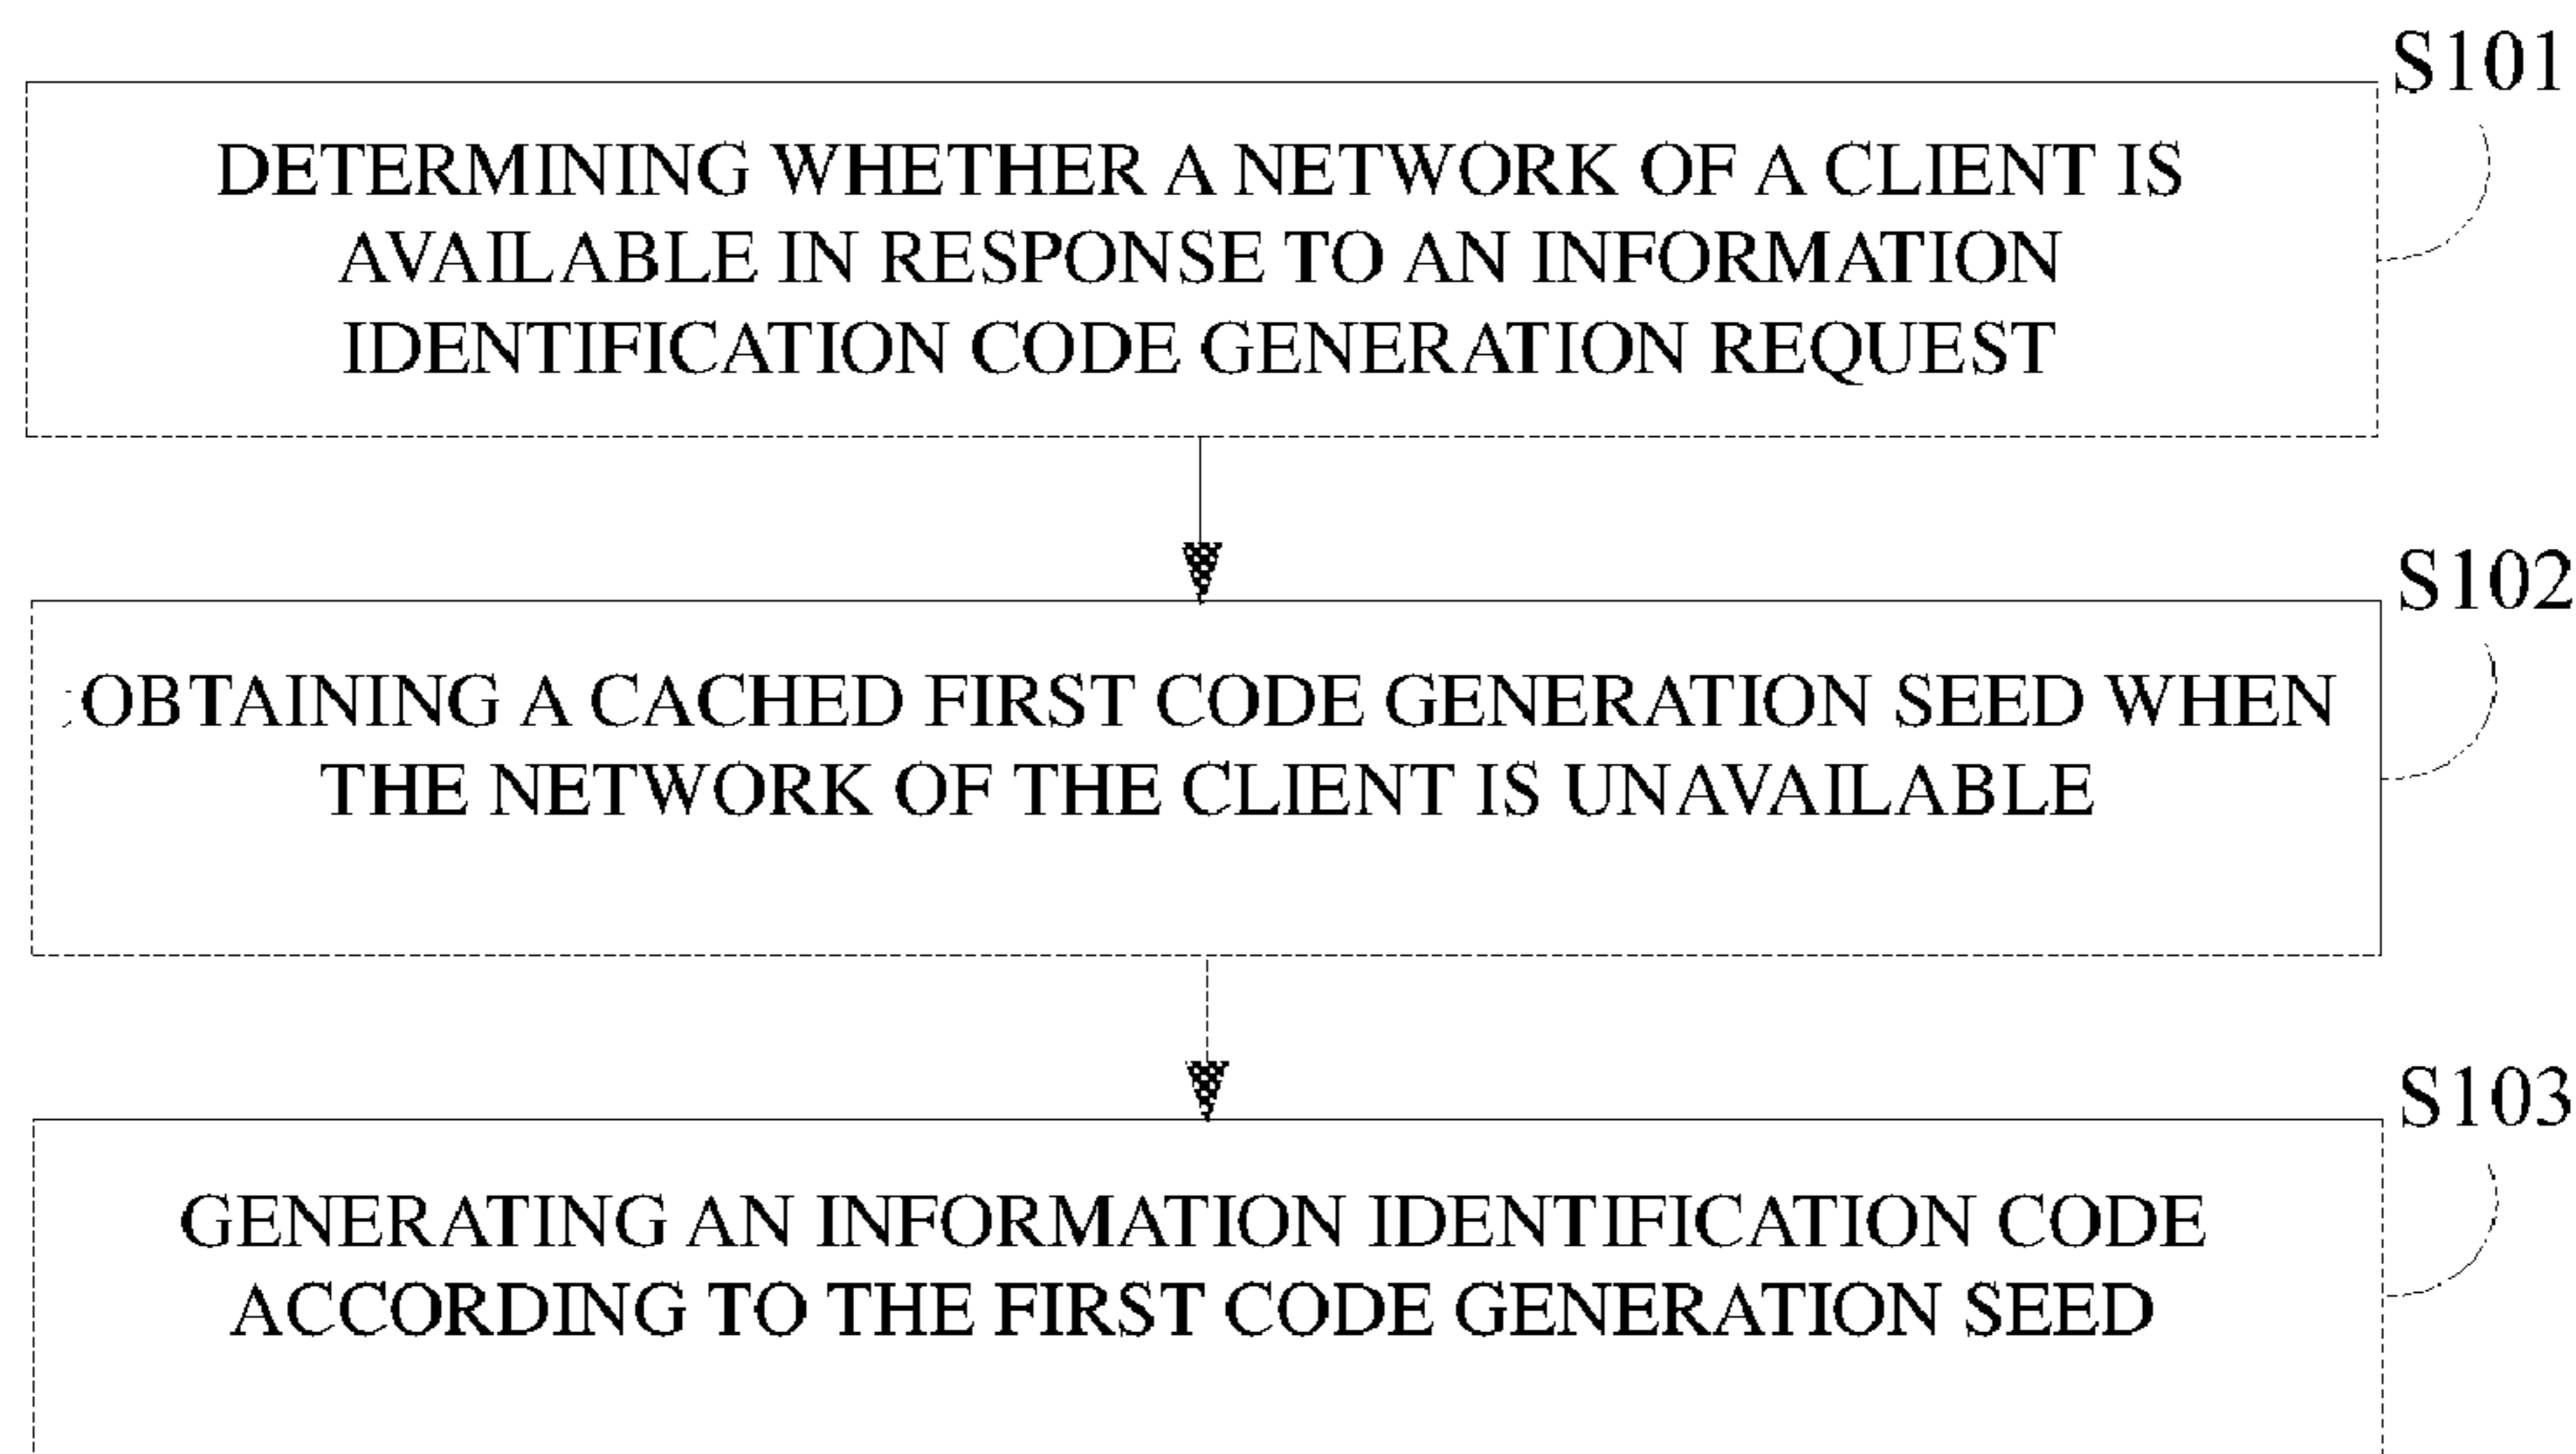 S101
DETERMINING WHETHER A NETWORK OF A CLIENT IS
AVAILABLE IN RESPONSE TO AN INFORMATION
IDENTIFICATION CODE GENERATION REQUEST
S102
OBTAINING A CACHED FIRST CODE GENERATION SEED WHEN
THE NETWORK OF THE CLIENT IS UNAVAILABLE
S103
GENERATING AN INFORMATION IDENTIFICATION CODE
ACCORDING TO THE FIRST CODE GENERATION SEED